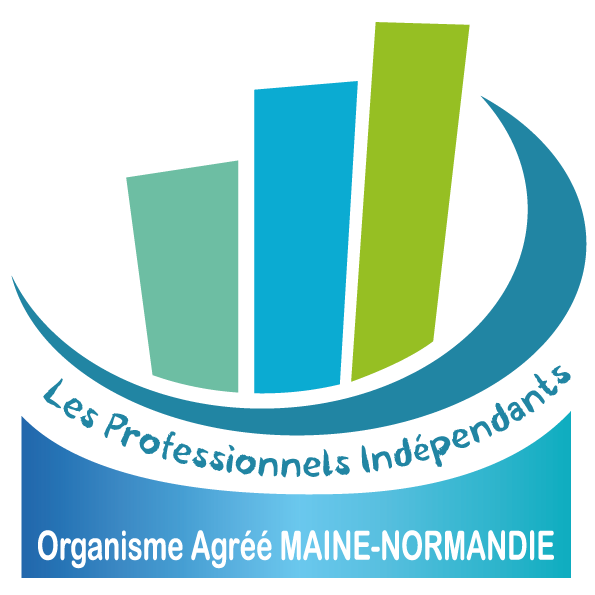 Les Professionnels Indépendants
Organisme Agréé MAINE-NORMANDIE